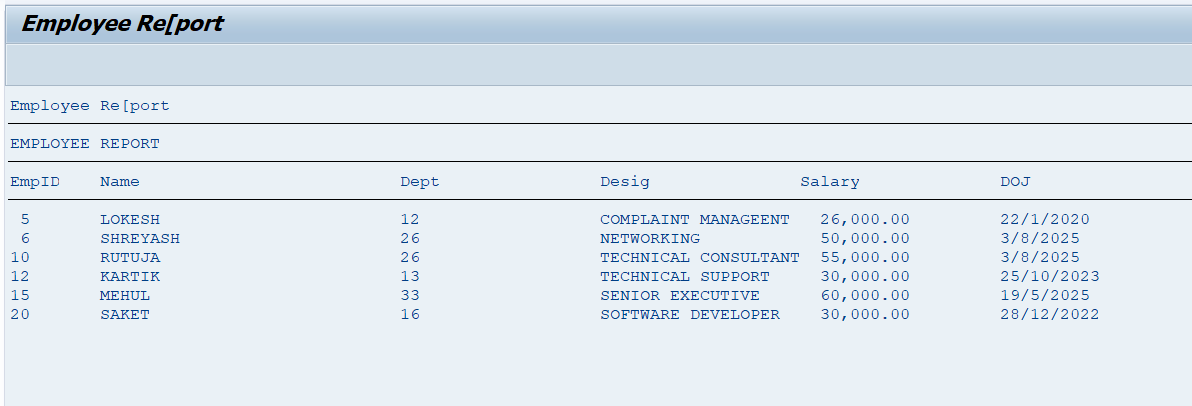 Employee Re[port
Employee Re[port
EMPLOYEE REPORT
EmpID Name Dept Desig Salary DOJ
5 LOKESH 12 COMPLAINT MANAGEENT 26,000.00 22/1/2020
6 SHREYASH 26 NETWORKING 50,000.00 3/8/2025
10 RUTUJA 26 TECHNICAL CONSULTANT 55,000.00 3/8/2025
12 KARTIK 13 TECHNICAL SUPPORT 30,000.00 25/10/2023
15 MEHUL 33 SENIOR EXECUTIVE 60,000.00 19/5/2025
20 SAKET 16 SOFTWARE DEVELOPER 30,000.00 28/12/2022